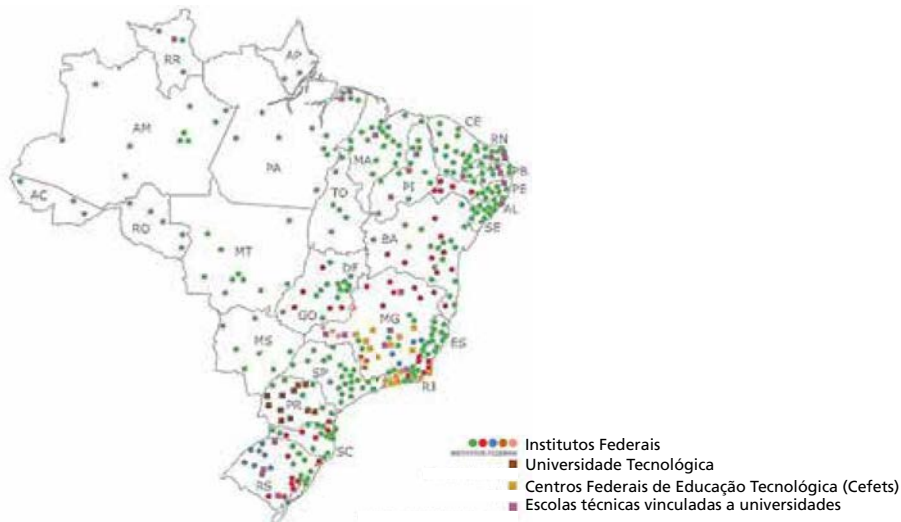 RR
AP
AM
PA
MA
CE
RN
PB
PE
AL
SE
PI
TO
AC
RO
BA
MT
DF
GO
MG
ES
MS
SP
RJ
PR
SC
RS
Institutos Federais
INSTITUTOS FEDERAIS
Universidade Tecnológica
Centros Federais de Educação Tecnológica (Cefets)
Escolas técnicas vinculadas a universidades